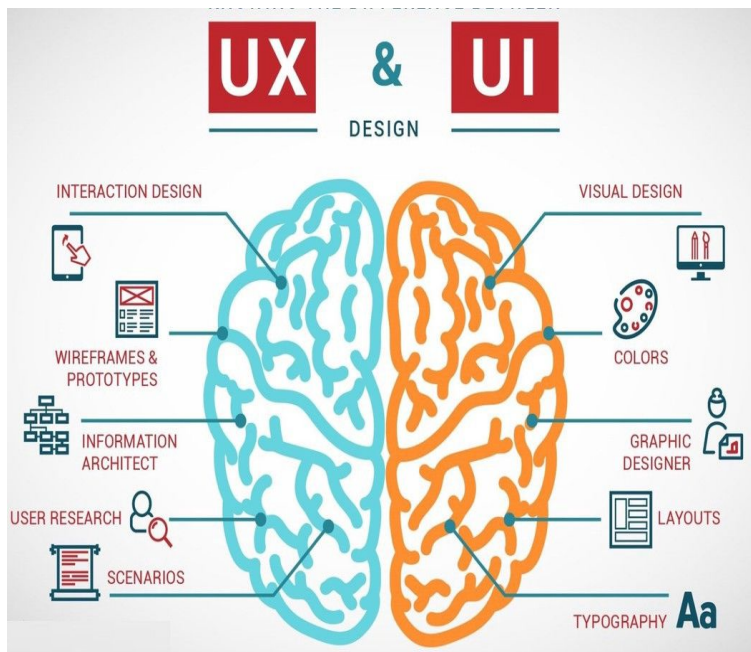 UX & UI
DESIGN
INTERACTION DESIGN
WIREFRAMES &
PROTOTYPES
INFORMATION
ARCHITECT
USER RESEARCH
SCENARIOS
VISUAL DESIGN
COLORS
GRAPHIC
DESIGNER
LAYOUTS
TYPOGRAPHY Aa